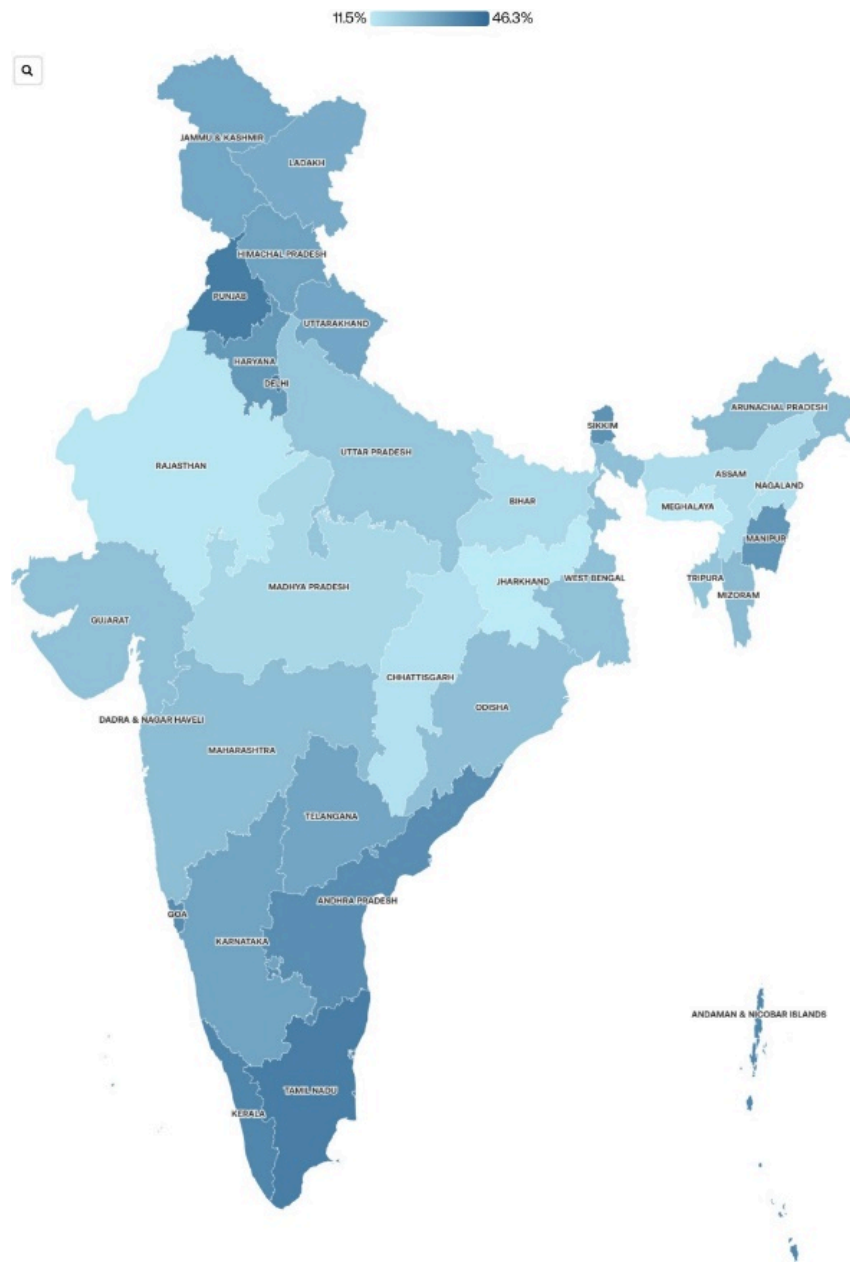 11.5% 46.3%
JAMMU & KASHMIR
LADAKH
HIMACHAL PRADESH
PUNJAB
UTTARAKHAND
HARYANA
DELHI
ARUNACHAL PRADESH
SIKKIM
UTTAR PRADESH
RAJASTHAN
ASSAM
NAGALAND
BIHAR
MEGHALAYA
MANIPUR
JHARKHAND
WEST BENGAL
TRIPURA
MADHYA PRADESH
MIZORAM
GUJARAT
CHHATTISGARH
ODISHA
DADRA & NAGAR HAVELI
MAHARASHTRA
TELANGANA
ANDHRA PRADESH
GOA
KARNATAKA
ANDAMAN & NICOBAR ISLANDS
TAMIL NADU
KERALA